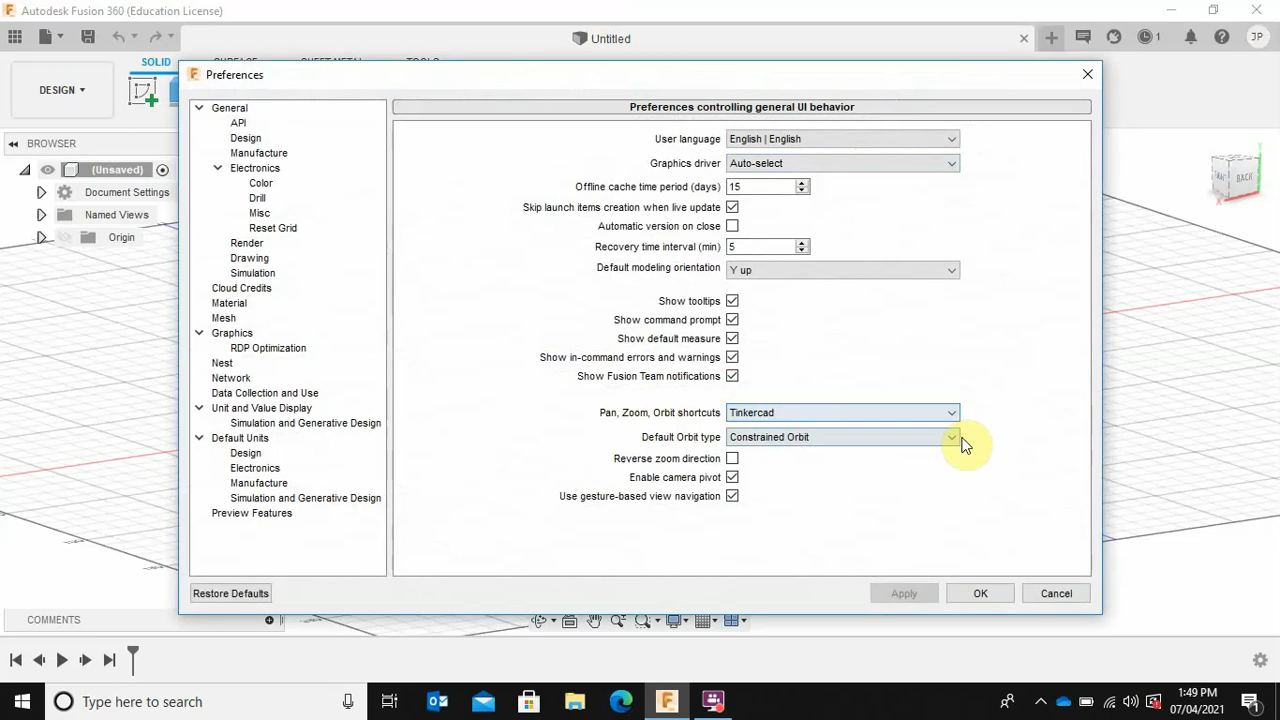 Autodesk Fusion 360 (Education License)
Untitled
1
JP
SOLID
DESIGN
BROWSER
(Unsaved)
Document Settings
Named Views
Origin
BACK
Preferences
General
API
Design
Manufacture
Electronics
Color
Drill
Misc
Reset Grid
Render
Drawing
Simulation
Cloud Credits
Material
Mesh
Graphics
RDP Optimization
Nest
Network
Data Collection and Use
Unit and Value Display
Simulation and Generative Design
Default Units
Design
Electronics
Manufacture
Simulation and Generative Design
Preview Features
Preferences controlling general UI behavior
User language English | English
Graphics driver Auto-select
Offline cache time period (days) 15
Skip launch items creation when live update
Automatic version on close
Recovery time interval (min) 5
Default modeling orientation Y up
Show tooltips
Show command prompt
Show default measure
Show in-command errors and warnings
Show Fusion Team notifications
Pan, Zoom, Orbit shortcuts Tinkercad
Default Orbit type Constrained Orbit
Reverse zoom direction
Enable camera pivot
Use gesture-based view navigation
Restore Defaults
Apply OK Cancel
COMMENTS
Type here to search
1:49 PM
07/04/2021
1